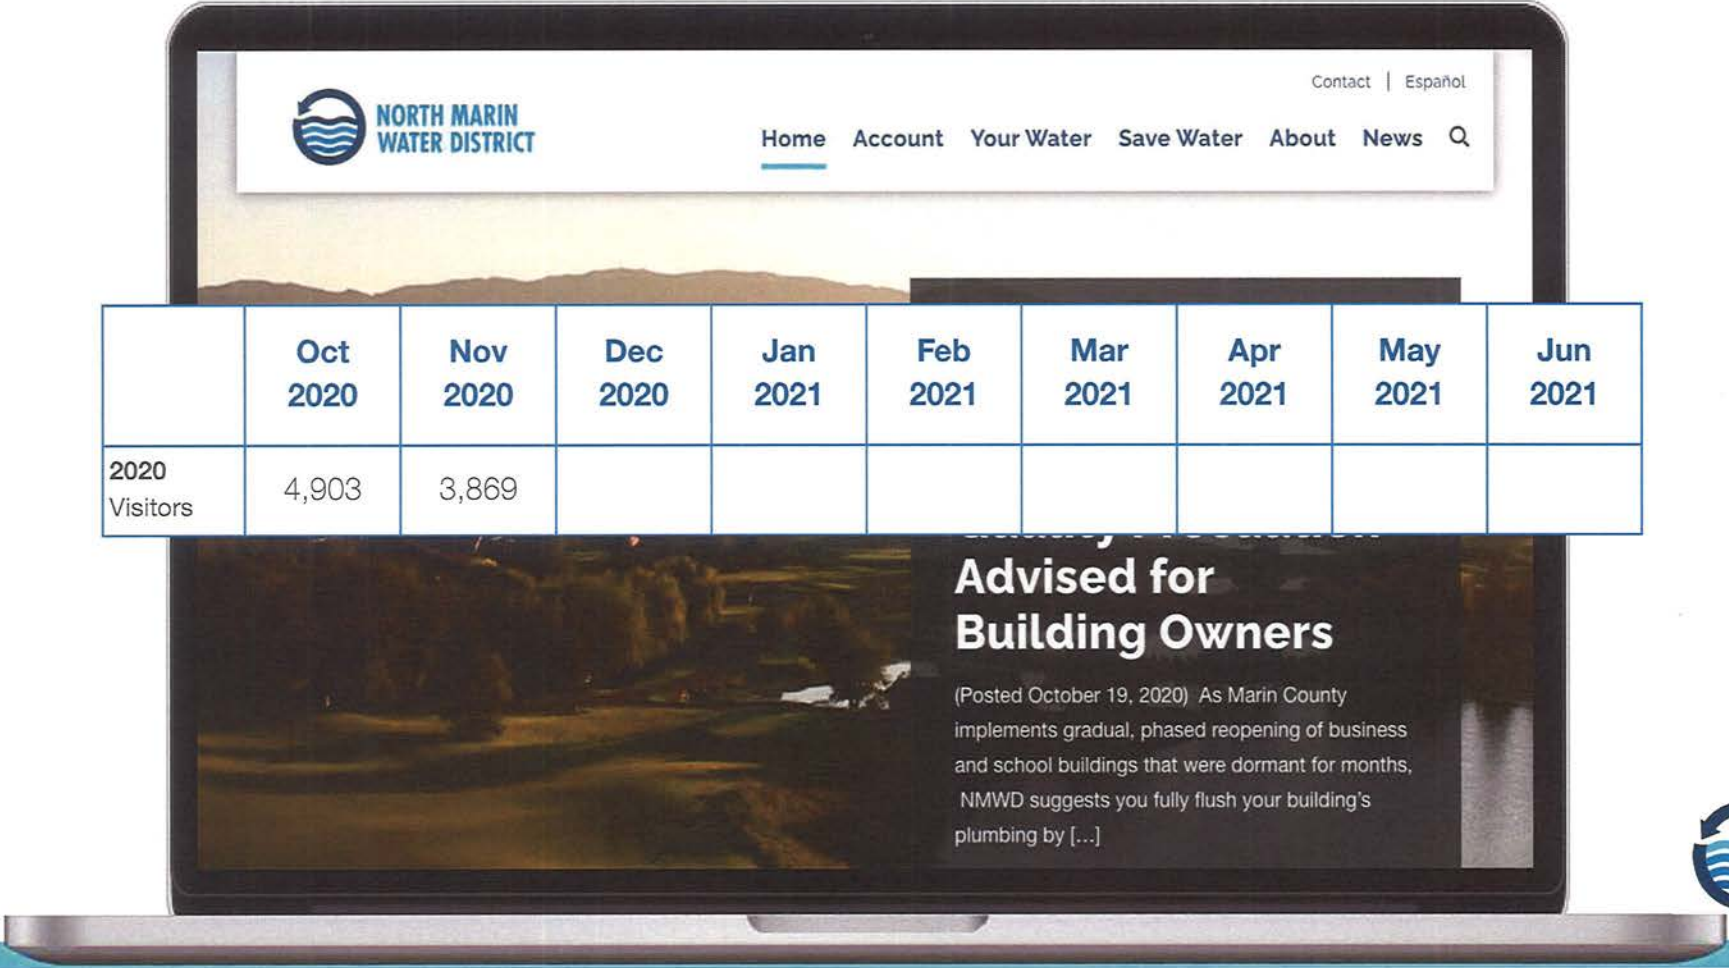 Contact | Español
NORTH MARIN
WATER DISTRICT
Home Account Your Water Save Water About News
Oct 2020 Nov 2020 Dec 2020 Jan 2021 Feb 2021 Mar 2021 Apr 2021 May 2021 Jun 2021
2020 Visitors 4,903 3,869
Advised for
Building Owners
(Posted October 19, 2020) As Marin County
implements gradual, phased reopening of business
and school buildings that were dormant for months,
NMWD suggests you fully flush your building's
plumbing by [...]